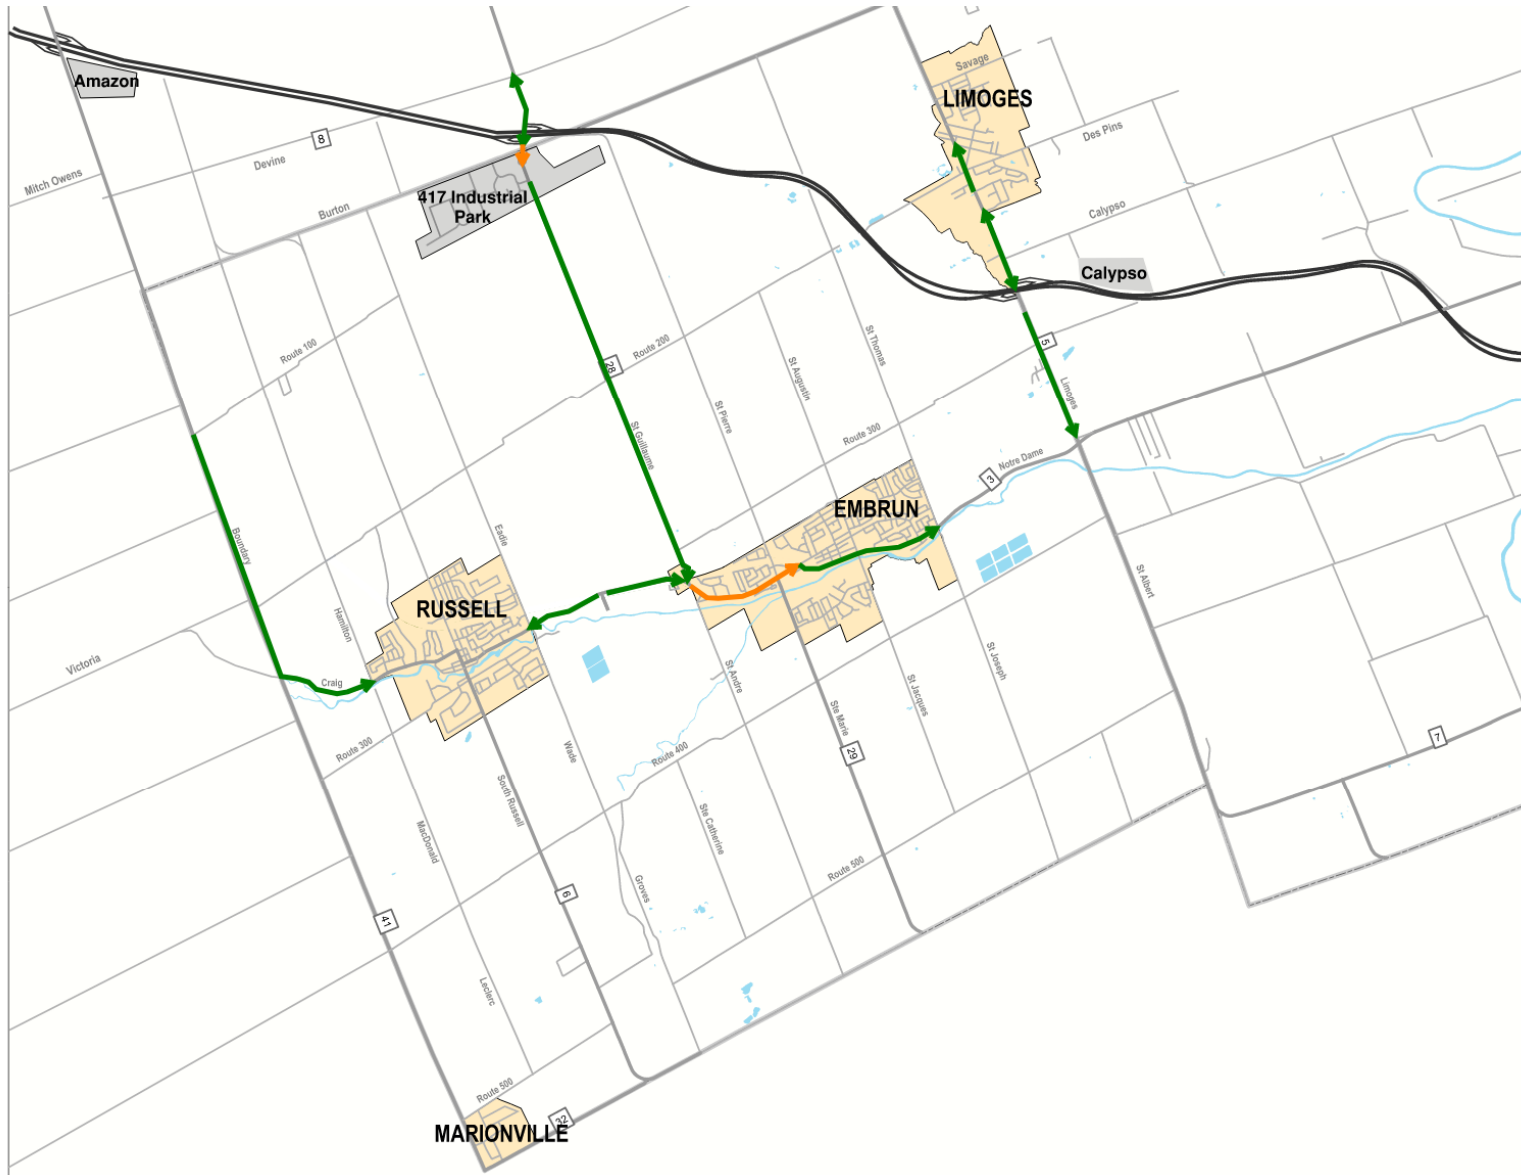 Amazon
Savage
LIMOGES
8
Des Pins
Devine
Mitch Owens
417 Industrial
Park
Burton
Calypso
Calypso
Route 100
28
Route 200
St Thomas
5
St Augustin
Limoges
St Pierre
St Guillaume
Route 300
Notre Dame
3
EMBRUN
Boundary
Eadie
St Albert
RUSSELL
Hamilton
Victoria
Craig
St Andre
St Joseph
St Jacques
Ste Marie
Route 300
Wade
Route 400
29
7
South Russell
MacDonald
Ste Catherine
Route 500
Groves
6
41
Leclerc
Route 500
32
MARIONVILLE